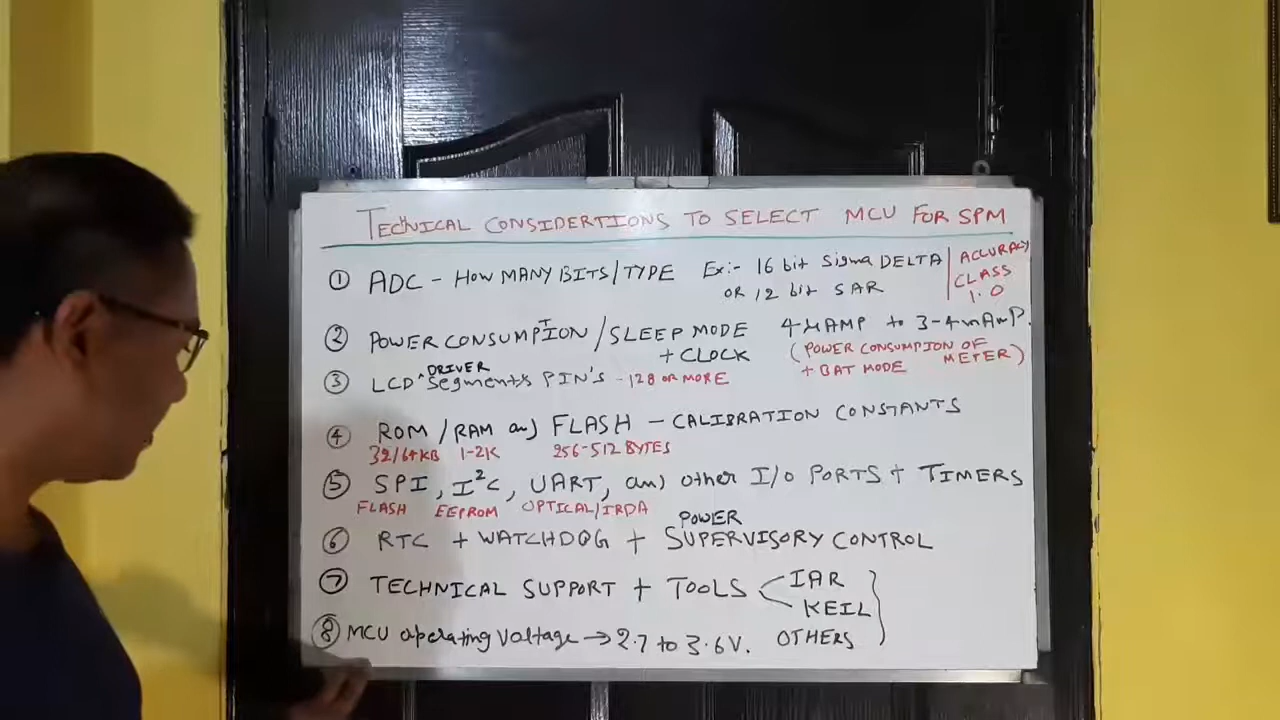 TECHNICAL CONSIDERTIONS TO SELECT MCU FOR SPM
① ADC - HOW MANY BITS/TYPE Ex:- 16 bit Sigma DELTA
OR 12 bit SAR
ACCURACY
CLASS
1.0
② POWER CONSUMPTION/SLEEP MODE 4 μAMP to 3-4 mAmP.
+ CLOCK (POWER CONSUMPTION OF METER)
+ BAT MODE
③ LCD ^ DRIVER Segments PIN'S - 128 OR MORE
④ ROM / RAM and FLASH - CALIBRATION CONSTANTS
32/64KB 1-2K 256-512 BYTES
⑤ SPI, I²C, UART, and other I/O PORTS + TIMERS
FLASH EEPROM OPTICAL/IRDA
POWER
⑥ RTC + WATCHDOG + SUPERVISORY CONTROL
⑦ TECHNICAL SUPPORT + TOOLS IAR
KEIL
OTHERS
⑧ MCU operating Voltage → 2.7 to 3.6V.